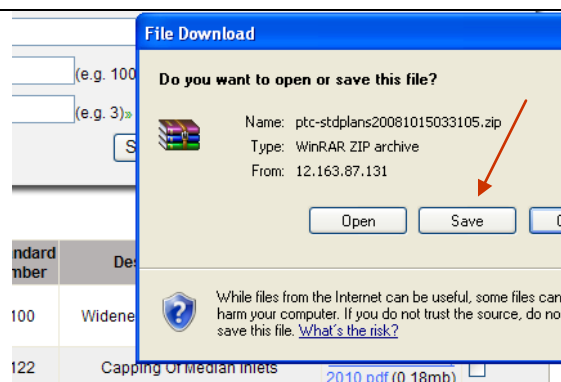 File Download
(e.g. 100
Do you want to open or save this file?
(e.g. 3)»
Name: ptc-stdplans20081015033105.zip
S
Type: WinRAR ZIP archive
From: 12.163.87.131
Open Save
ndard
mber
Des
While files from the Internet can be useful, some files can
100 Widene
harm your computer. If you do not trust the source, do no
save this file. What's the risk?
122 Capping Of Median Inlets
2010 pdf (0.18mb)